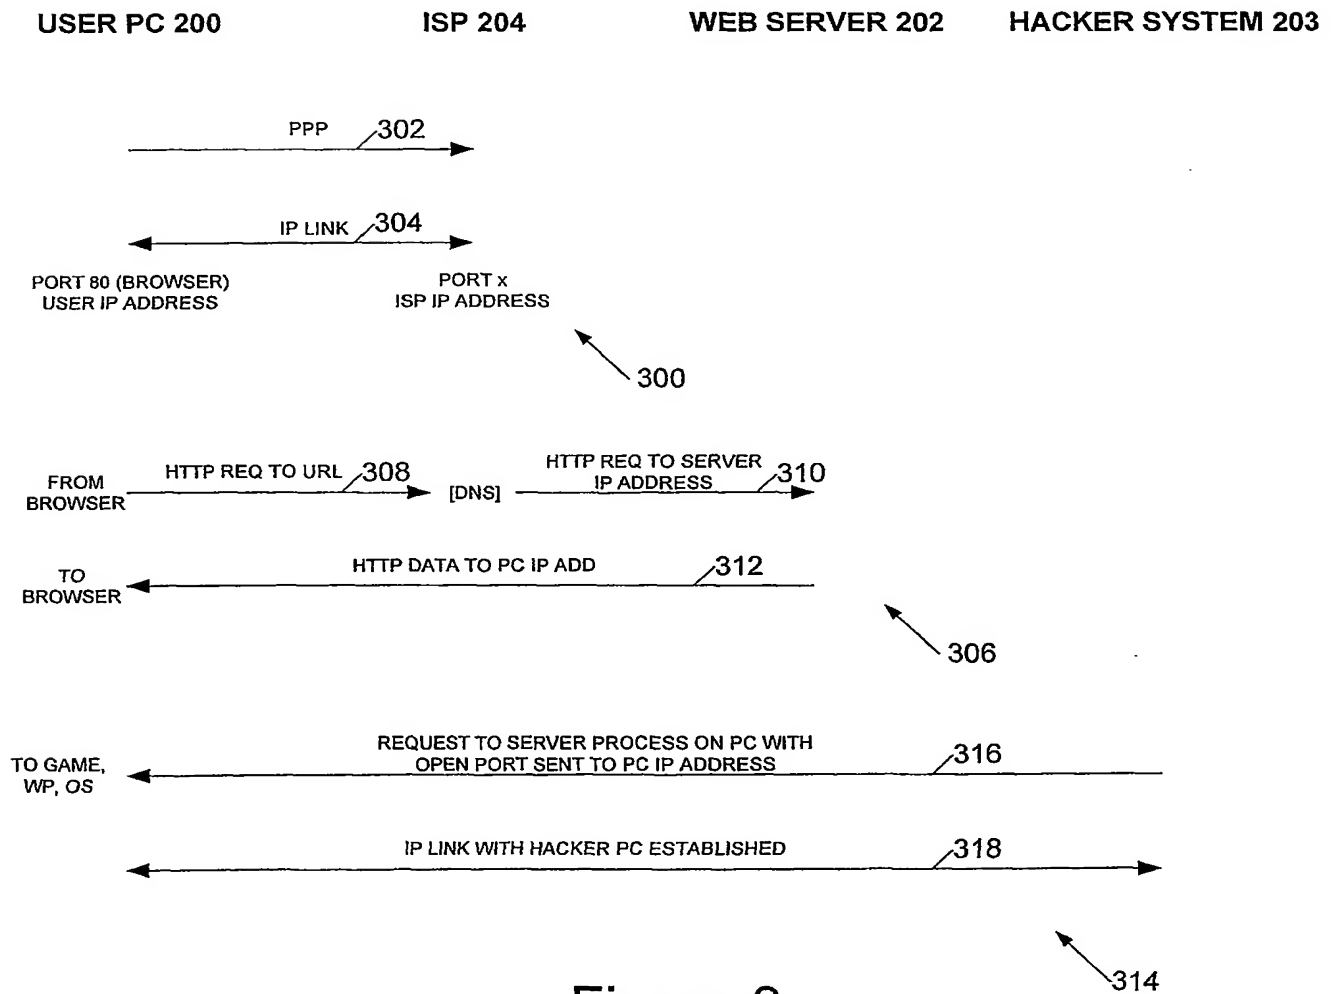 USER PC 200 ISP 204 WEB SERVER 202 HACKER SYSTEM 203
PPP 302
IP LINK 304
PORT 80 (BROWSER)
USER IP ADDRESS
PORT x
ISP IP ADDRESS
300
FROM
BROWSER
HTTP REQ TO URL 308
[DNS]
HTTP REQ TO SERVER
IP ADDRESS
310
TO
BROWSER
HTTP DATA TO PC IP ADD 312
306
TO GAME,
WP, OS
REQUEST TO SERVER PROCESS ON PC WITH
OPEN PORT SENT TO PC IP ADDRESS
316
IP LINK WITH HACKER PC ESTABLISHED 318
314